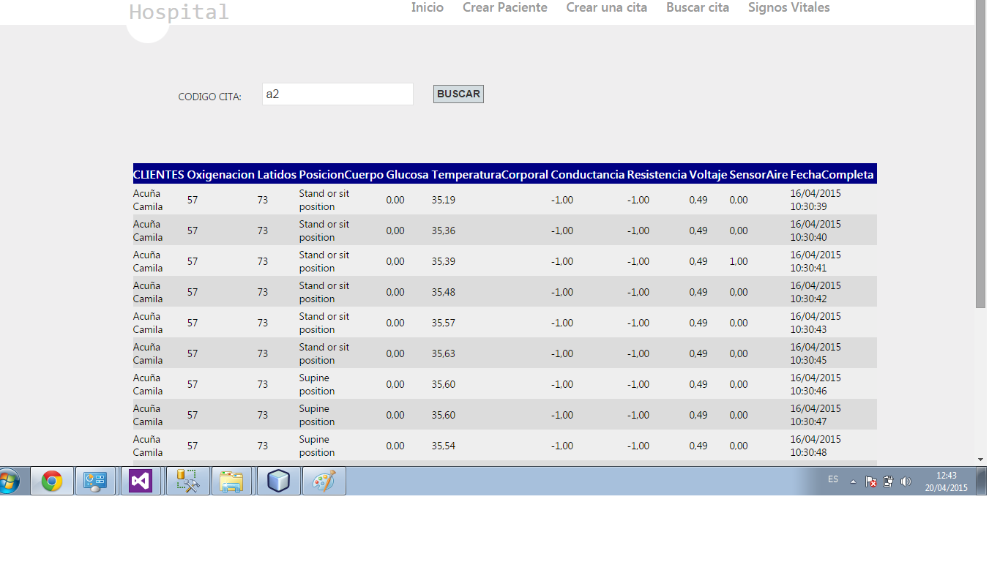 Hospital
Inicio Crear Paciente Crear una cita Buscar cita Signos Vitales
CODIGO CITA: a2 BUSCAR
CLIENTES Oxigenacion Latidos PosicionCuerpo Glucosa TemperaturaCorporal Conductancia Resistencia Voltaje SensorAire FechaCompleta
Acuña Camila 57 73 Stand or sit position 0,00 35,19 -1,00 -1,00 0,49 0,00 16/04/2015 10:30:39
Acuña Camila 57 73 Stand or sit position 0,00 35,36 -1,00 -1,00 0,49 0,00 16/04/2015 10:30:40
Acuña Camila 57 73 Stand or sit position 0,00 35,39 -1,00 -1,00 0,49 1,00 16/04/2015 10:30:41
Acuña Camila 57 73 Stand or sit position 0,00 35,48 -1,00 -1,00 0,49 0,00 16/04/2015 10:30:42
Acuña Camila 57 73 Stand or sit position 0,00 35,57 -1,00 -1,00 0,49 0,00 16/04/2015 10:30:43
Acuña Camila 57 73 Stand or sit position 0,00 35,63 -1,00 -1,00 0,49 0,00 16/04/2015 10:30:45
Acuña Camila 57 73 Supine position 0,00 35,60 -1,00 -1,00 0,49 0,00 16/04/2015 10:30:46
Acuña Camila 57 73 Supine position 0,00 35,60 -1,00 -1,00 0,49 0,00 16/04/2015 10:30:47
Acuña Camila 57 73 Supine position 0,00 35,54 -1,00 -1,00 0,49 0,00 16/04/2015 10:30:48
ES 12:43
20/04/2015